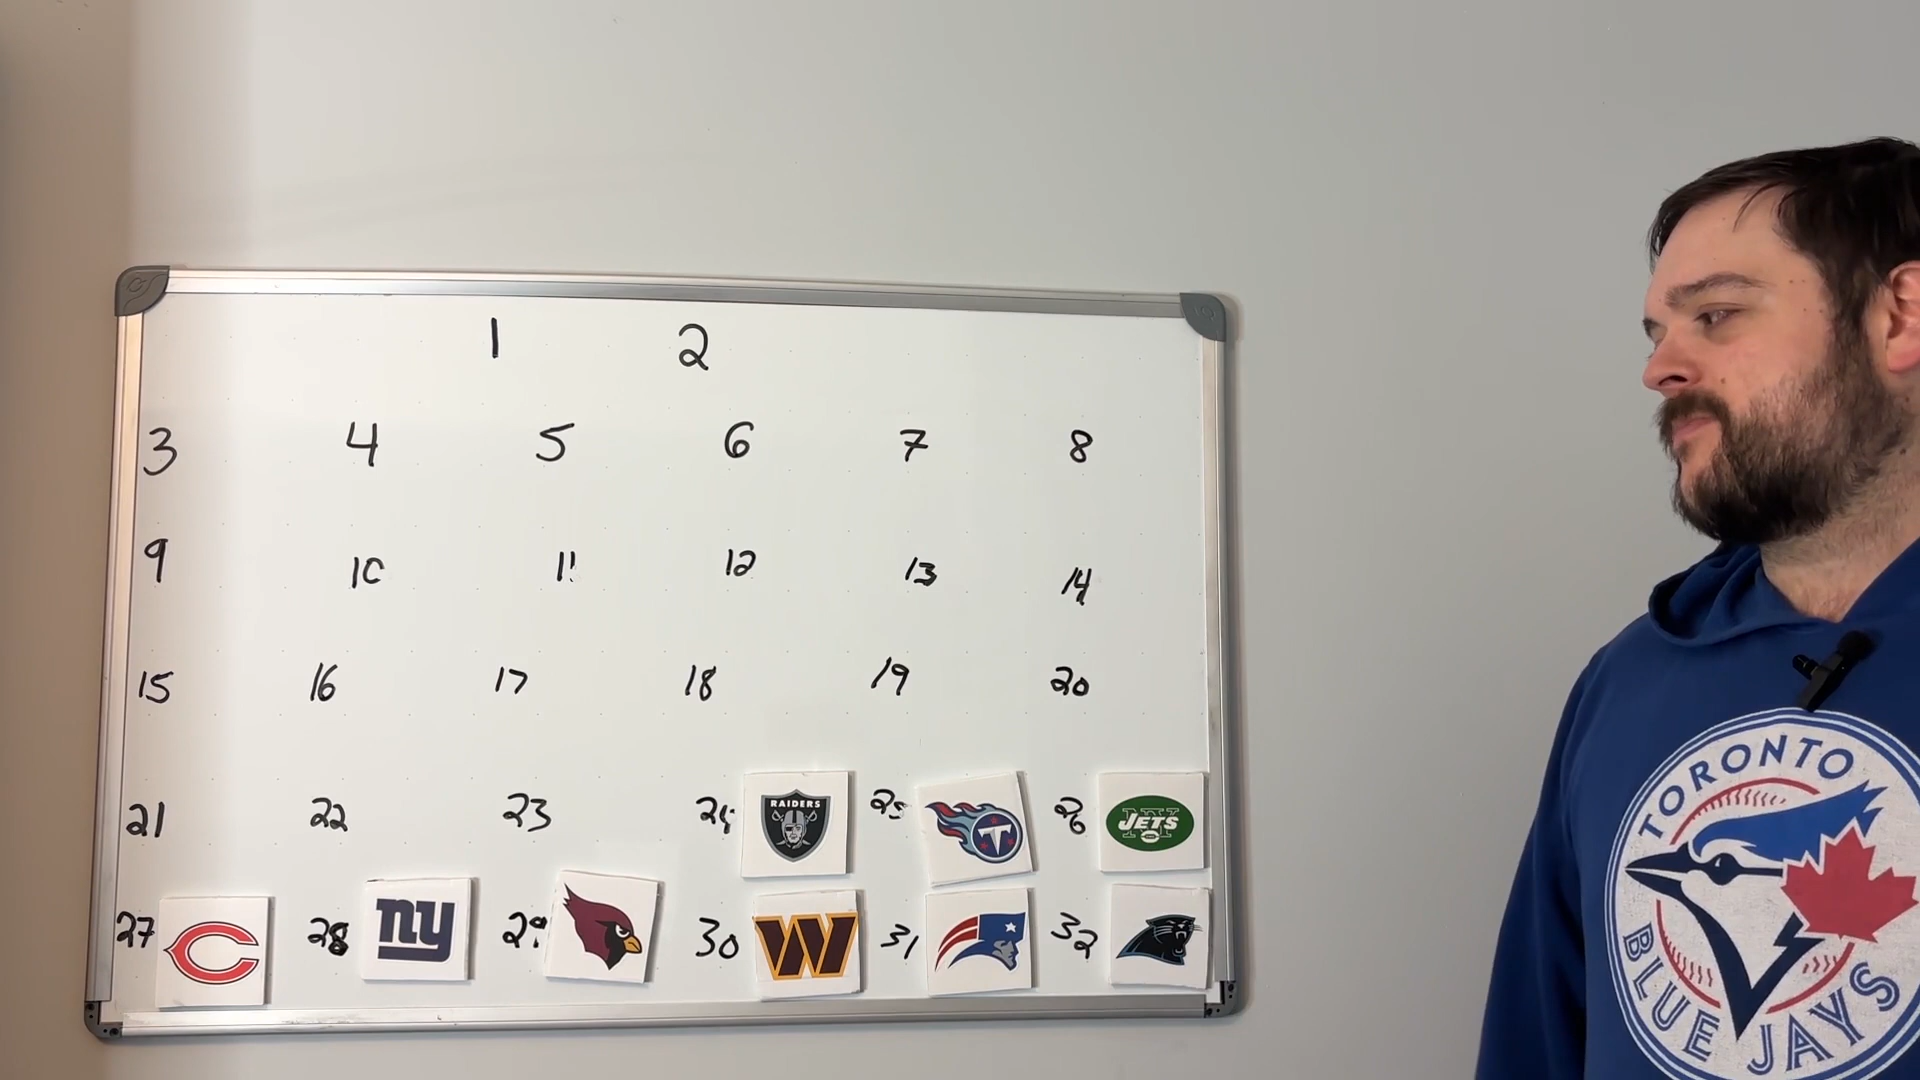 1 2
3 4 5 6 7 8
9 10 11 12 13 14
15 16 17 18 19 20
21 22 23 24 RAIDERS 25 T 26 NY JETS
27 C 28 ny 29 30 W 31 32
TORONTO
BLUE JAYS